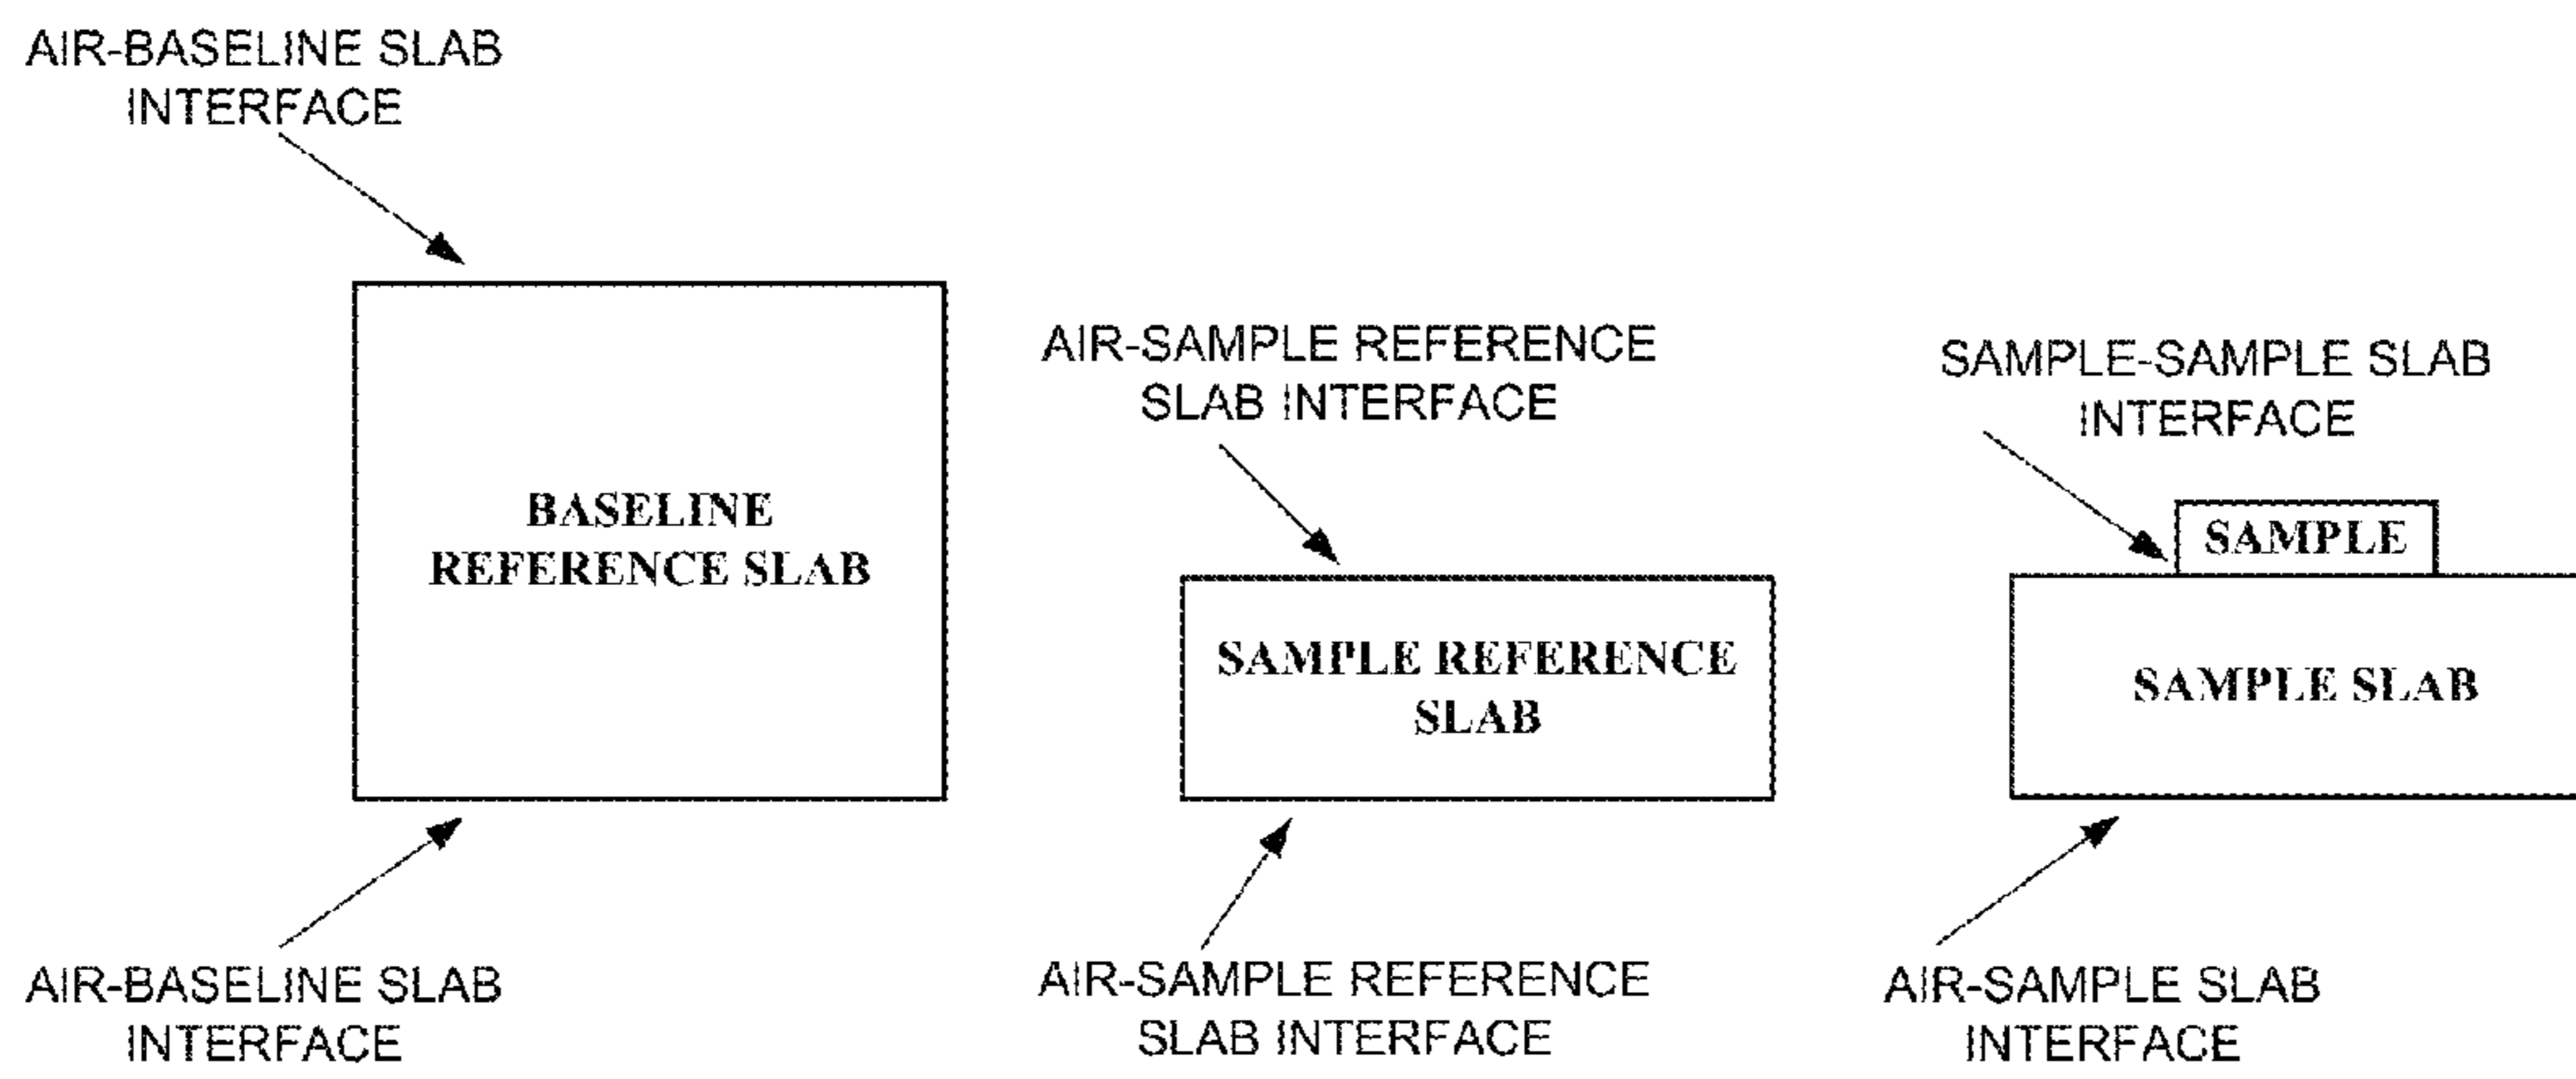 AIR-BASELINE SLAB
INTERFACE
BASELINE
REFERENCE SLAB
AIR-BASELINE SLAB
INTERFACE
AIR-SAMPLE REFERENCE
SLAB INTERFACE
SAMPLE REFERENCE
SLAB
AIR-SAMPLE REFERENCE
SLAB INTERFACE
SAMPLE-SAMPLE SLAB
INTERFACE
SAMPLE
SAMPLE SLAB
AIR-SAMPLE SLAB
INTERFACE